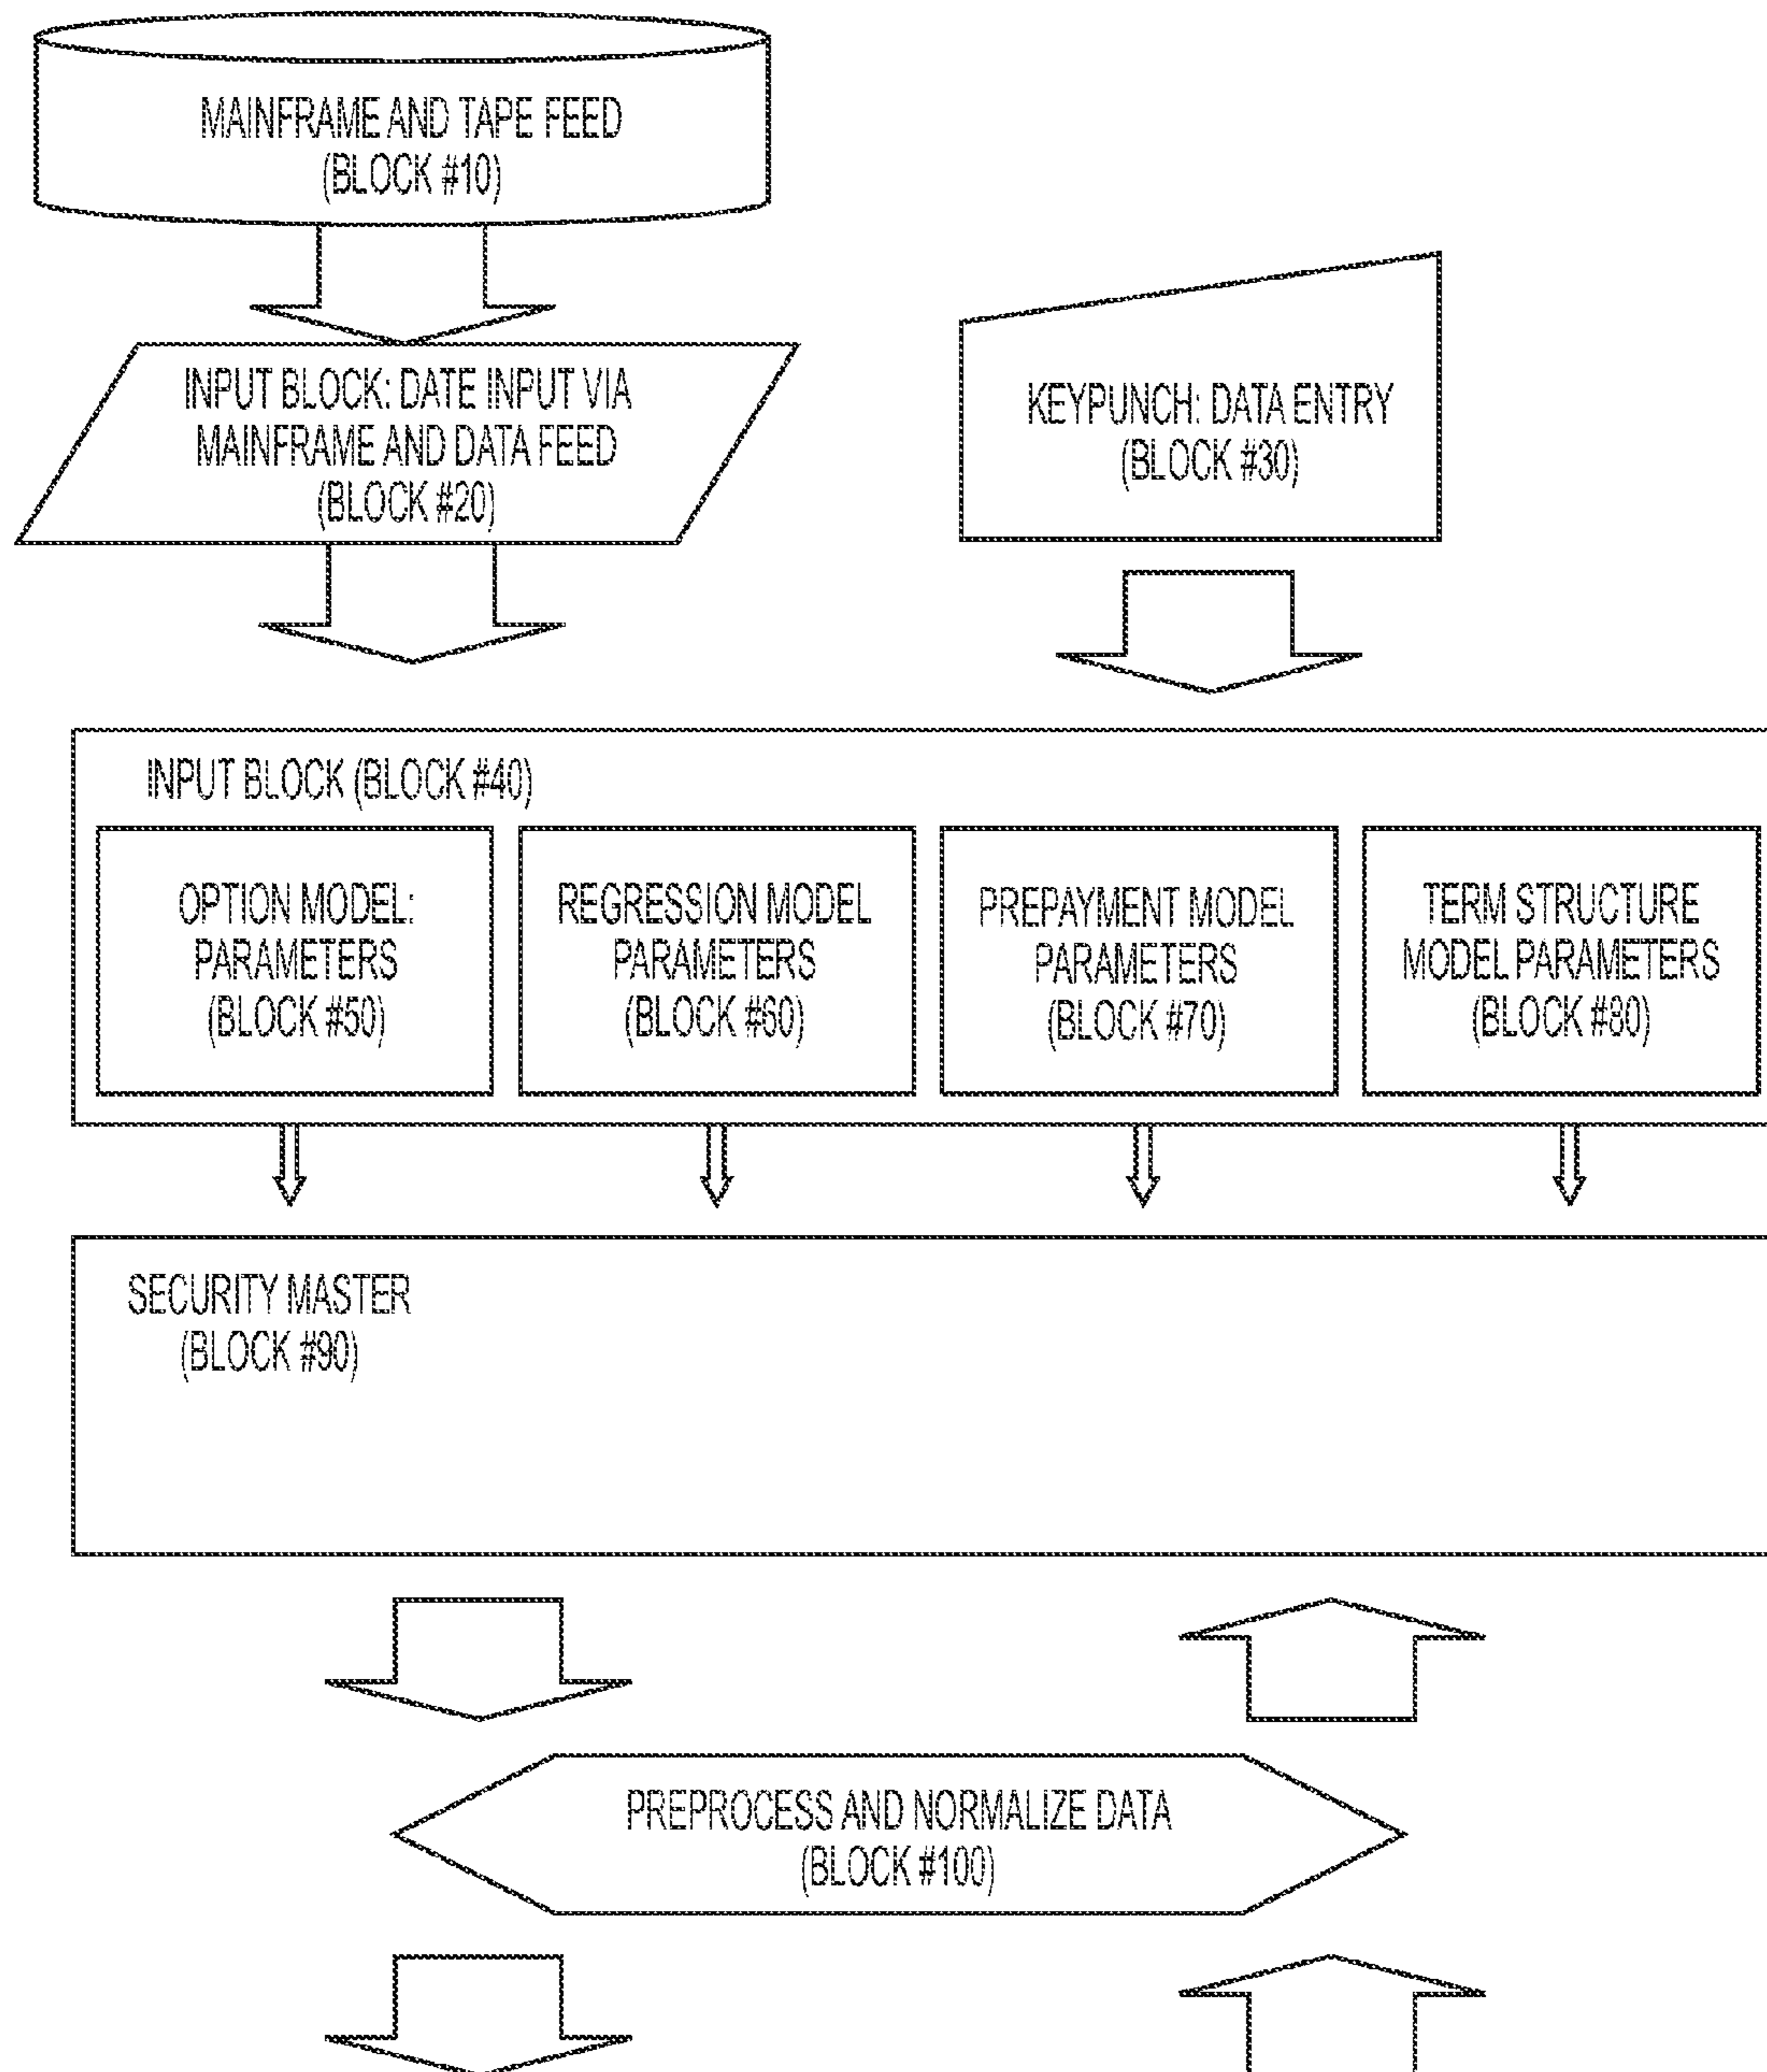 MAINFRAME AND TAPE FEED
(BLOCK #10)
INPUT BLOCK: DATE INPUT VIA
MAINFRAME AND DATA FEED
(BLOCK #20)
KEYPUNCH: DATA ENTRY
(BLOCK #30)
INPUT BLOCK (BLOCK #40)
OPTION MODEL:
PARAMETERS
(BLOCK #50)
REGRESSION MODEL
PARAMETERS
(BLOCK #60)
PREPAYMENT MODEL
PARAMETERS
(BLOCK #70)
TERM STRUCTURE
MODEL PARAMETERS
(BLOCK #80)
SECURITY MASTER
(BLOCK #90)
PREPROCESS AND NORMALIZE DATA
(BLOCK #100)